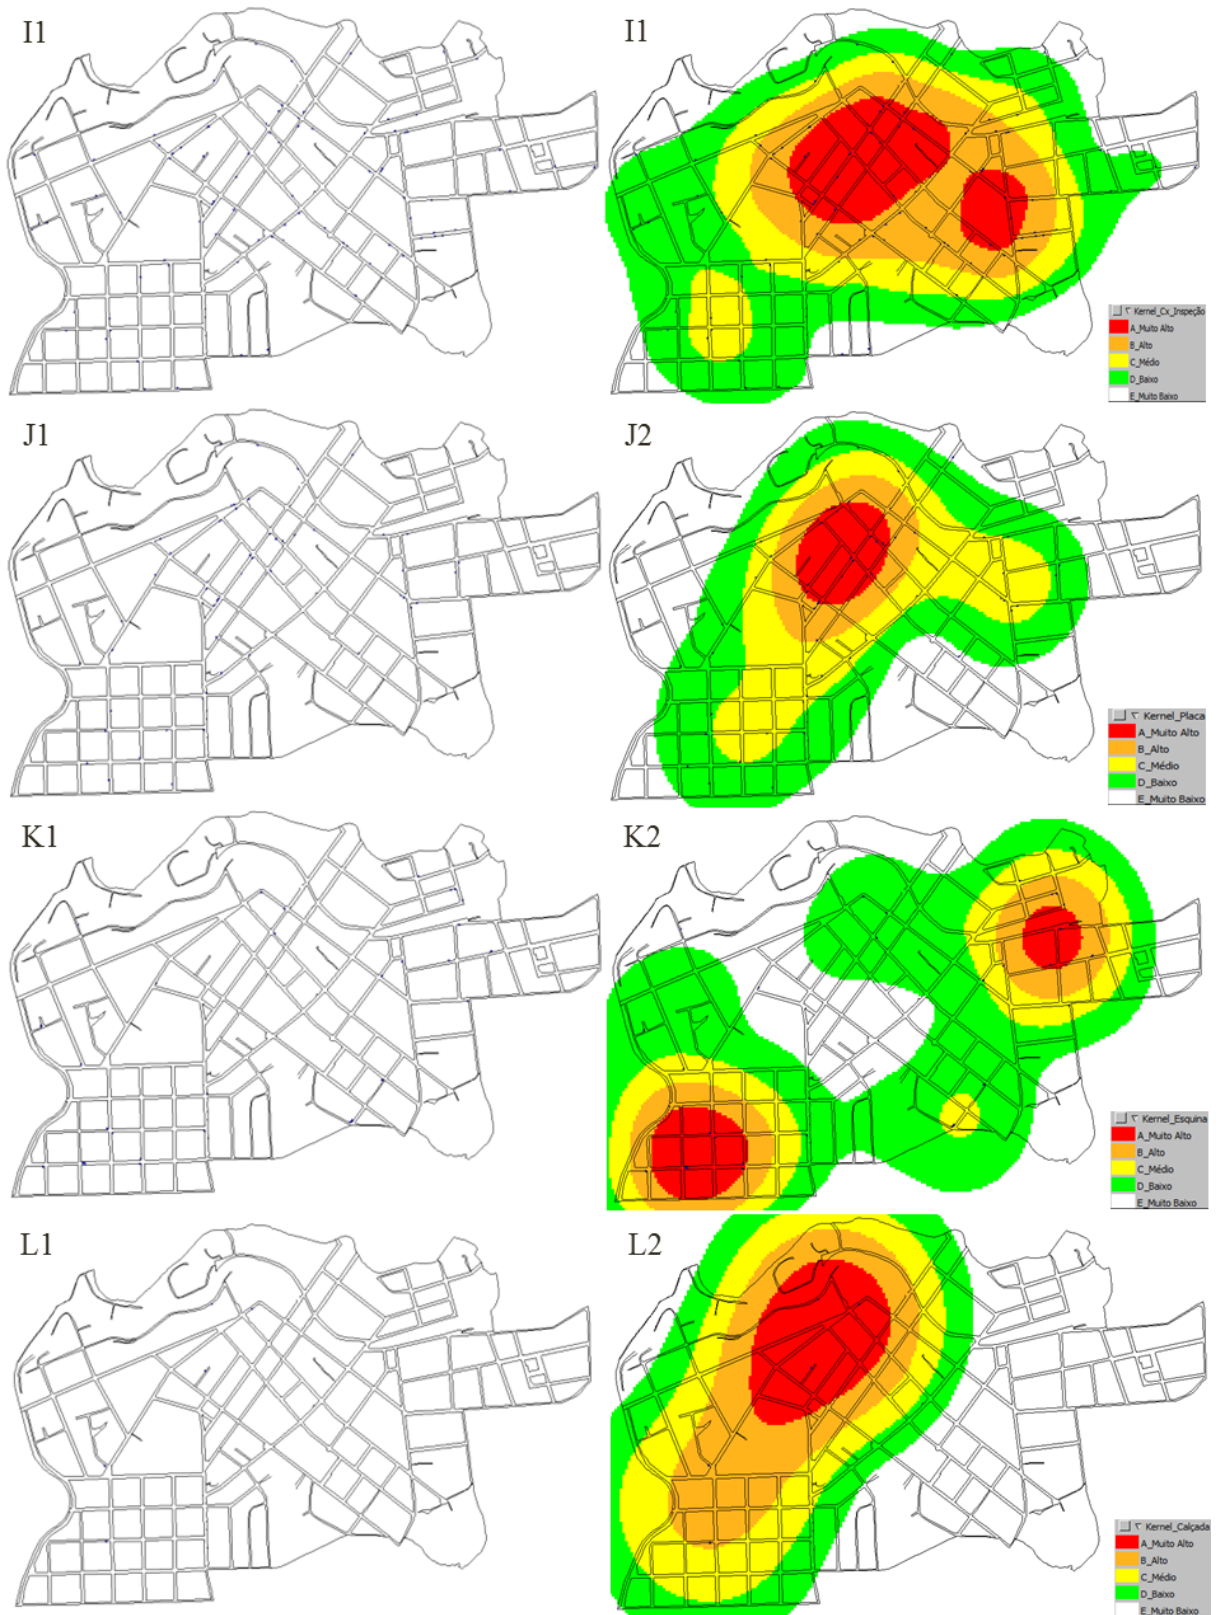 I1
I1
Kernel_Cx_Inspeção
A_Muito Alto
B_Alto
C_Médio
D_Baixo
E_Muito Baixo
J1
J2
Kernel_Placa
A_Muito Alto
B_Alto
C_Médio
D_Baixo
E_Muito Baixo
K1
K2
Kernel_Esquina
A_Muito Alto
B_Alto
C_Médio
D_Baixo
E_Muito Baixo
L1
L2
Kernel_Calçada
A_Muito Alto
B_Alto
C_Médio
D_Baixo
E_Muito Baixo